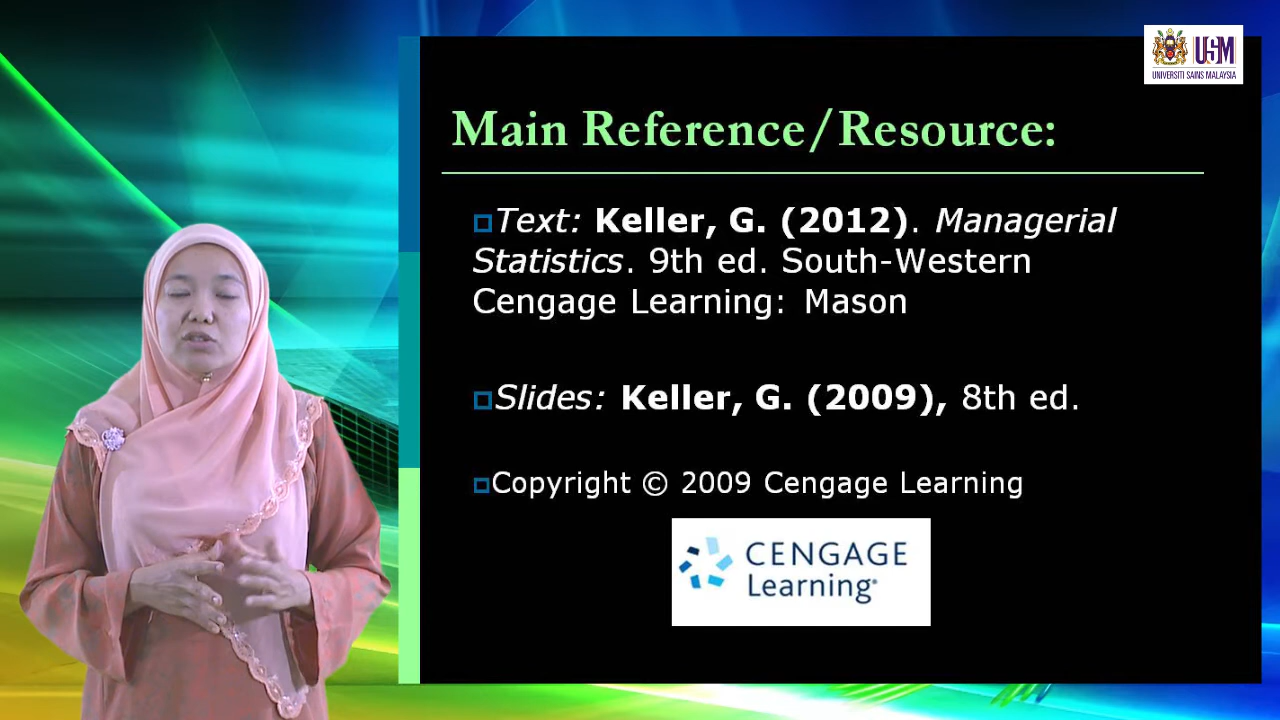 USM
UNIVERSITI SAINS MALAYSIA
Main Reference/Resource:
Text: Keller, G. (2012). Managerial
Statistics. 9th ed. South-Western
Cengage Learning: Mason
Slides: Keller, G. (2009), 8th ed.
Copyright © 2009 Cengage Learning
CENGAGE
Learning®